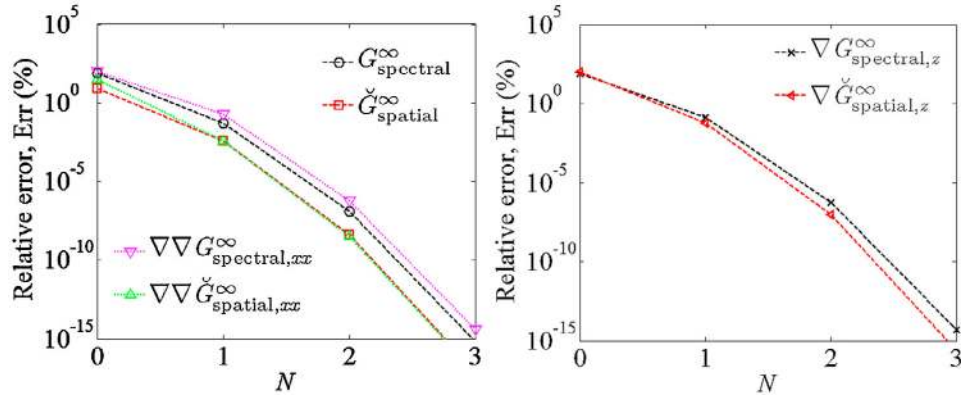 Relative error, Err (%)
10^5
10^0
10^-5
10^-10
10^-15
G^∞_spectral
Ğ^∞_spatial
∇∇G^∞_spectral,xx
∇∇Ğ^∞_spatial,xx
0 1 2 3
N
Relative error, Err (%)
10^5
10^0
10^-5
10^-10
10^-15
∇G^∞_spectral,z
∇Ğ^∞_spatial,z
0 1 2 3
N